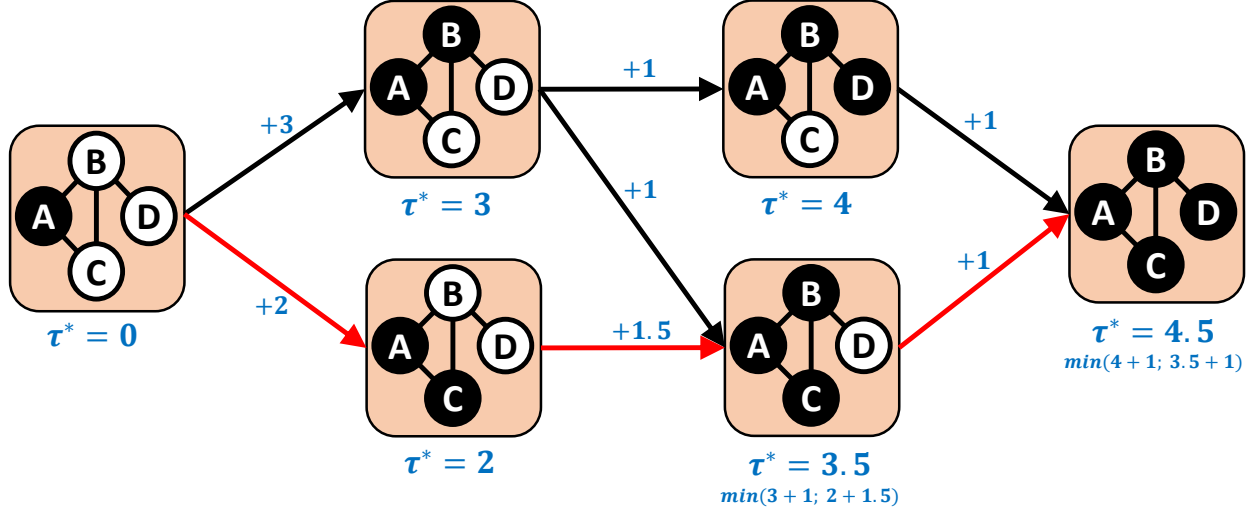 B
A
D
C
τ* = 0
+3
+2
B
A
D
C
τ* = 3
B
A
D
C
τ* = 2
+1
+1
+1.5
B
A
D
C
τ* = 4
B
A
D
C
τ* = 3.5
min(3 + 1; 2 + 1.5)
+1
+1
B
A
D
C
τ* = 4.5
min(4 + 1; 3.5 + 1)